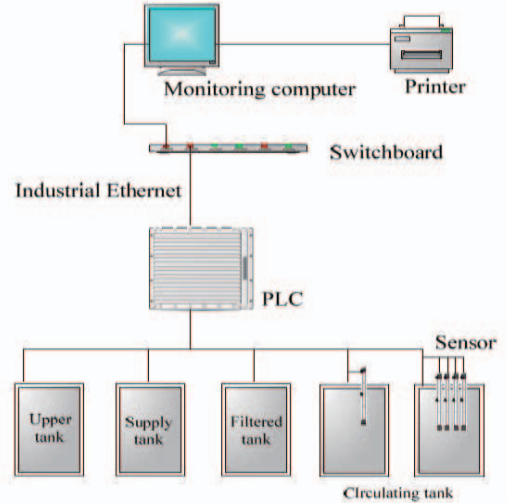 Monitoring computer
Printer
Switchboard
Industrial Ethernet
PLC
Sensor
Upper
tank
Supply
tank
Filtered
tank
CIrculating tank